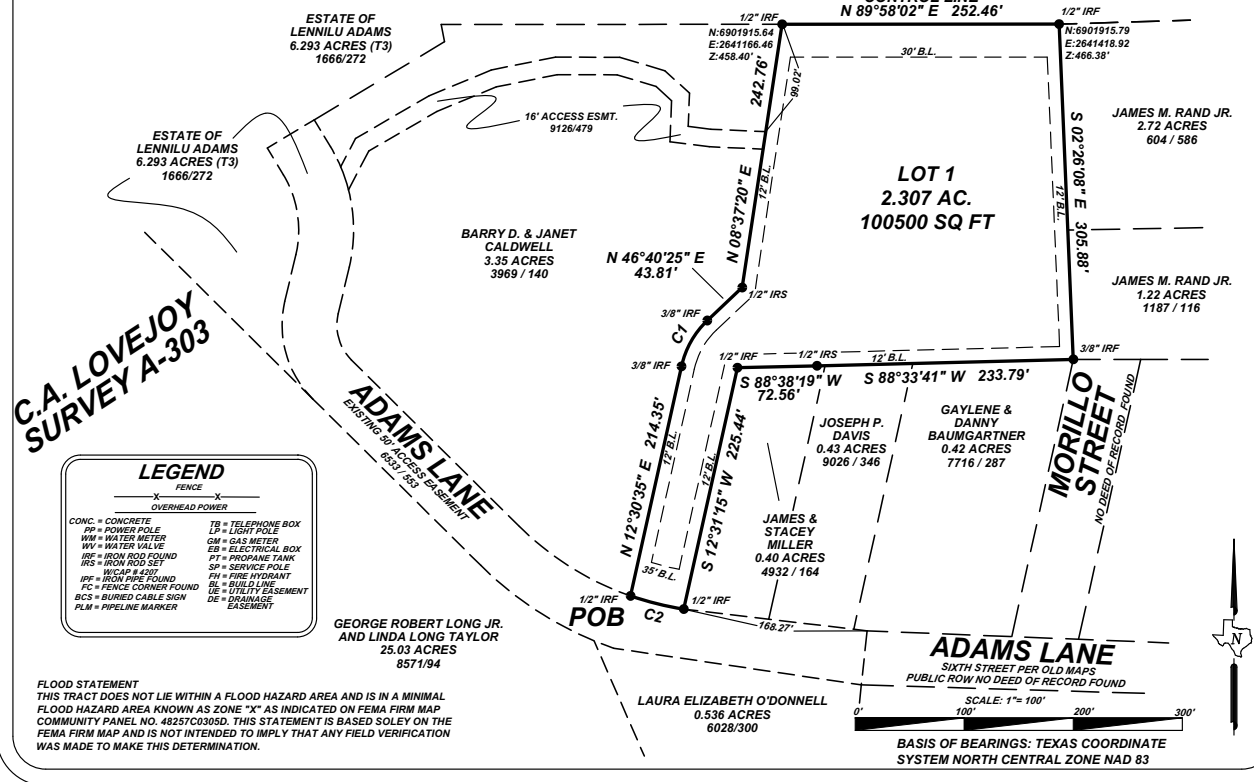 CONTROL LINE
N 89°58'02" E 252.46'
1/2" IRF
N:6901915.64
E:2641166.46
Z:458.40'
1/2" IRF
N:6901915.79
E:2641418.92
Z:466.38'
ESTATE OF
LENNILU ADAMS
6.293 ACRES (T3)
1666/272
30' B.L.
242.76'
99.02'
16' ACCESS ESMT.
9126/479
ESTATE OF
LENNILU ADAMS
6.293 ACRES (T3)
1666/272
JAMES M. RAND JR.
2.72 ACRES
604 / 586
S 02°26'08" E 305.88'
12' B.L.
LOT 1
2.307 AC.
100500 SQ FT
12' B.L.
N 08°37'20" E
BARRY D. & JANET
CALDWELL
3.35 ACRES
3969 / 140
N 46°40'25" E
43.81'
1/2" IRS
JAMES M. RAND JR.
1.22 ACRES
1187 / 116
3/8" IRF
C1
3/8" IRF
1/2" IRF
1/2" IRS
12' B.L.
3/8" IRF
S 88°38'19" W
72.56'
S 88°33'41" W 233.79'
C.A. LOVEJOY
SURVEY A-303
ADAMS LANE
EXISTING 50' ACCESS EASEMENT
6533 / 553
N 12°30'35" E 214.35'
12' B.L.
12' B.L.
S 12°31'15" W 225.44'
35' B.L.
JOSEPH P.
DAVIS
0.43 ACRES
9026 / 346
GAYLENE &
DANNY
BAUMGARTNER
0.42 ACRES
7716 / 287
MORILLO
STREET
NO DEED OF RECORD FOUND
JAMES &
STACEY
MILLER
0.40 ACRES
4932 / 164
LEGEND
FENCE
X X
OVERHEAD POWER
CONC. = CONCRETE
PP = POWER POLE
WM = WATER METER
WV = WATER VALVE
IRF = IRON ROD FOUND
IRS = IRON ROD SET
W/CAP # 4207
IPF = IRON PIPE FOUND
FC = FENCE CORNER FOUND
BCS = BURIED CABLE SIGN
PLM = PIPELINE MARKER
TB = TELEPHONE BOX
LP = LIGHT POLE
GM = GAS METER
EB = ELECTRICAL BOX
PT = PROPANE TANK
SP = SERVICE POLE
FH = FIRE HYDRANT
BL = BUILD LINE
UE = UTILITY EASEMENT
DE = DRAINAGE
EASEMENT
1/2" IRF
POB
C2
1/2" IRF
168.27'
GEORGE ROBERT LONG JR.
AND LINDA LONG TAYLOR
25.03 ACRES
8571/94
ADAMS LANE
SIXTH STREET PER OLD MAPS
PUBLIC ROW NO DEED OF RECORD FOUND
N
FLOOD STATEMENT
THIS TRACT DOES NOT LIE WITHIN A FLOOD HAZARD AREA AND IS IN A MINIMAL
FLOOD HAZARD AREA KNOWN AS ZONE "X" AS INDICATED ON FEMA FIRM MAP
COMMUNITY PANEL NO. 48257C0305D. THIS STATEMENT IS BASED SOLEY ON THE
FEMA FIRM MAP AND IS NOT INTENDED TO IMPLY THAT ANY FIELD VERIFICATION
WAS MADE TO MAKE THIS DETERMINATION.
LAURA ELIZABETH O'DONNELL
0.536 ACRES
6028/300
SCALE: 1"= 100'
0' 100' 200' 300'
BASIS OF BEARINGS: TEXAS COORDINATE
SYSTEM NORTH CENTRAL ZONE NAD 83